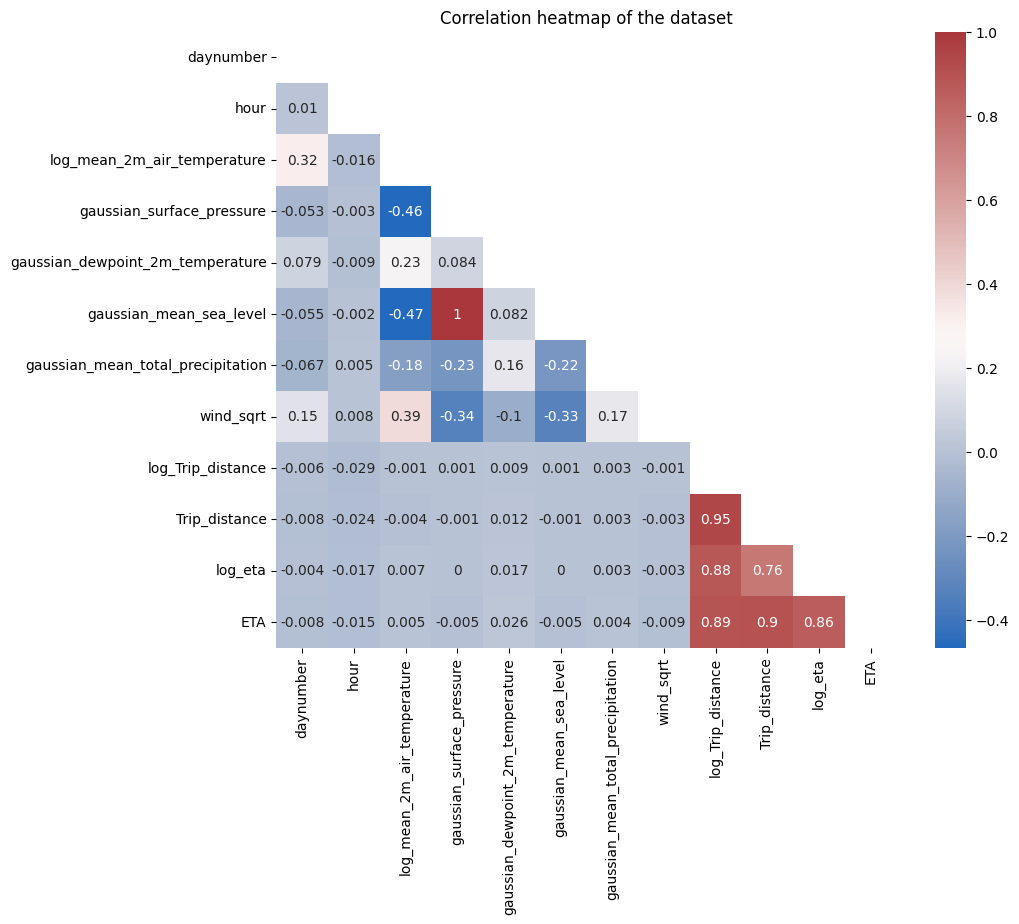 Correlation heatmap of the dataset
daynumber
hour 0.01
log_mean_2m_air_temperature 0.32 -0.016
gaussian_surface_pressure -0.053 -0.003 -0.46
gaussian_dewpoint_2m_temperature 0.079 -0.009 0.23 0.084
gaussian_mean_sea_level -0.055 -0.002 -0.47 1 0.082
gaussian_mean_total_precipitation -0.067 0.005 -0.18 -0.23 0.16 -0.22
wind_sqrt 0.15 0.008 0.39 -0.34 -0.1 -0.33 0.17
log_Trip_distance -0.006 -0.029 -0.001 0.001 0.009 0.001 0.003 -0.001
Trip_distance -0.008 -0.024 -0.004 -0.001 0.012 -0.001 0.003 -0.003 0.95
log_eta -0.004 -0.017 0.007 0 0.017 0 0.003 -0.003 0.88 0.76
ETA -0.008 -0.015 0.005 -0.005 0.026 -0.005 0.004 -0.009 0.89 0.9 0.86
daynumber
hour
log_mean_2m_air_temperature
gaussian_surface_pressure
gaussian_dewpoint_2m_temperature
gaussian_mean_sea_level
gaussian_mean_total_precipitation
wind_sqrt
log_Trip_distance
Trip_distance
log_eta
ETA
1.0
0.8
0.6
0.4
0.2
0.0
−0.2
−0.4